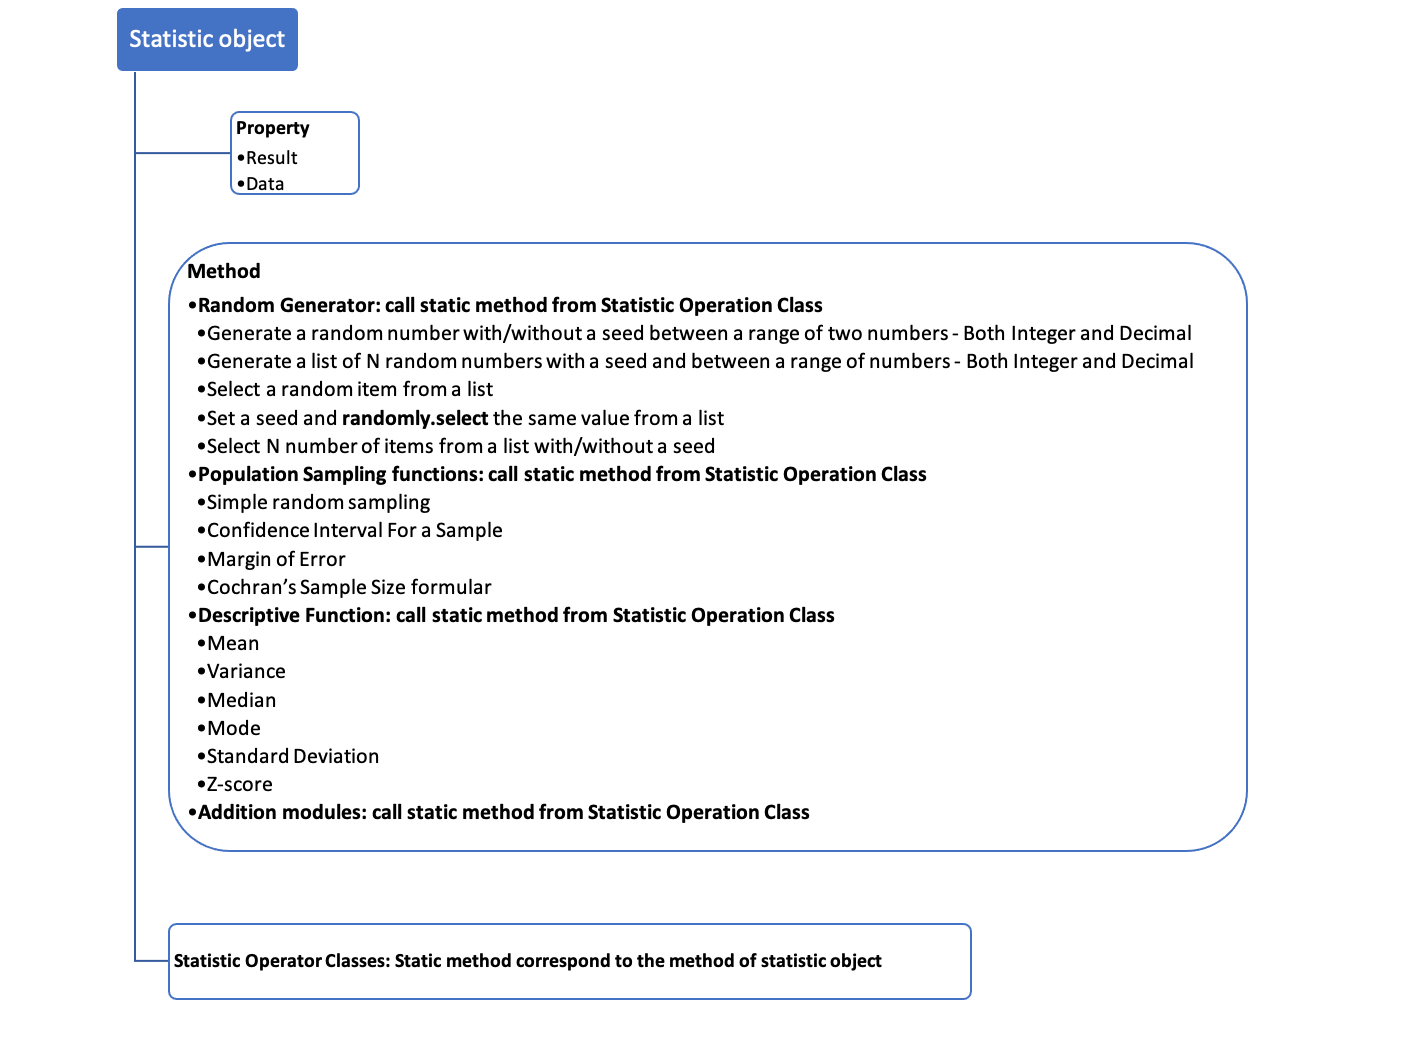 Statistic object
Property
•Result
•Data
Method
•Random Generator: call static method from Statistic Operation Class
•Generate a random number with/without a seed between a range of two numbers - Both Integer and Decimal
•Generate a list of N random numbers with a seed and between a range of numbers - Both Integer and Decimal
•Select a random item from a list
•Set a seed and randomly.select the same value from a list
•Select N number of items from a list with/without a seed
•Population Sampling functions: call static method from Statistic Operation Class
•Simple random sampling
•Confidence Interval For a Sample
•Margin of Error
•Cochran’s Sample Size formular
•Descriptive Function: call static method from Statistic Operation Class
•Mean
•Variance
•Median
•Mode
•Standard Deviation
•Z-score
•Addition modules: call static method from Statistic Operation Class
Statistic Operator Classes: Static method correspond to the method of statistic object